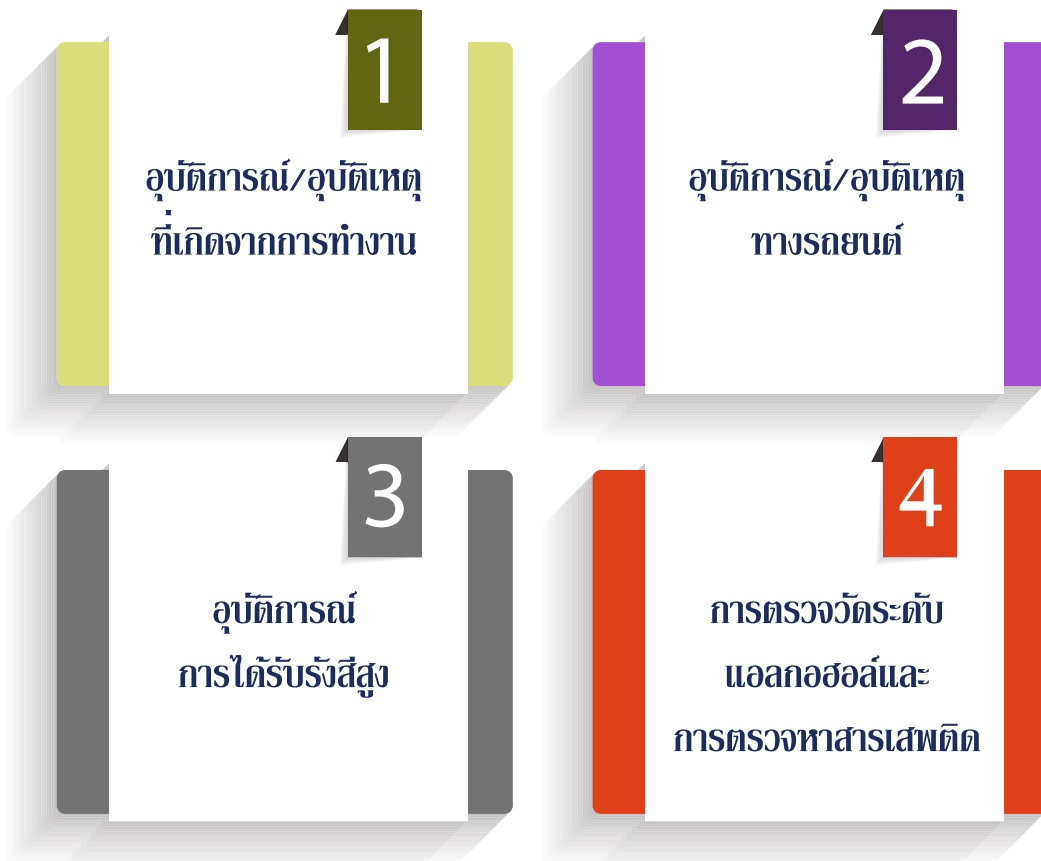 1
อุบัติการณ์/อุบัติเหตุ
ที่เกิดจากการทำงาน
2
อุบัติการณ์/อุบัติเหตุ
ทางรถยนต์
3
อุบัติการณ์
การได้รับรังสีสูง
4
การตรวจวัดระดับ
แอลกอฮอล์และ
การตรวจหาสารเสพติด